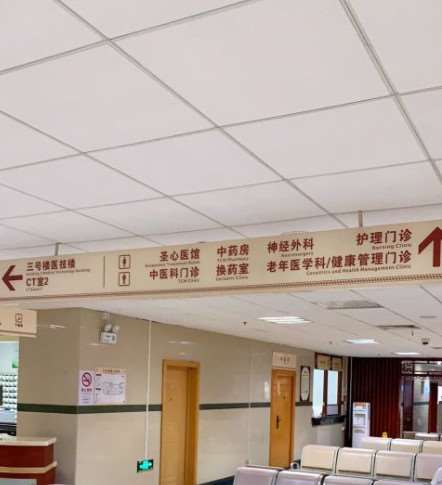 三号楼医技楼
CT室2
圣心医馆
中医科门诊
TCM Clinic
中药房
TCM Pharmacy
换药室
神经外科
Neurosurgery
老年医学科/健康管理门诊
Geriatrics and Health Management Clinic
护理门诊
Nursing Clinic